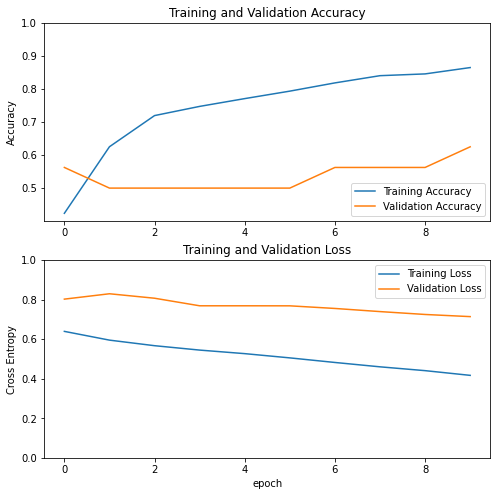 Training and Validation Accuracy
1.0
0.9
0.8
0.7
0.6
0.5
Accuracy
Training Accuracy
Validation Accuracy
0 2 4 6 8
Training and Validation Loss
1.0
0.8
0.6
0.4
0.2
0.0
Cross Entropy
Training Loss
Validation Loss
0 2 4 6 8
epoch